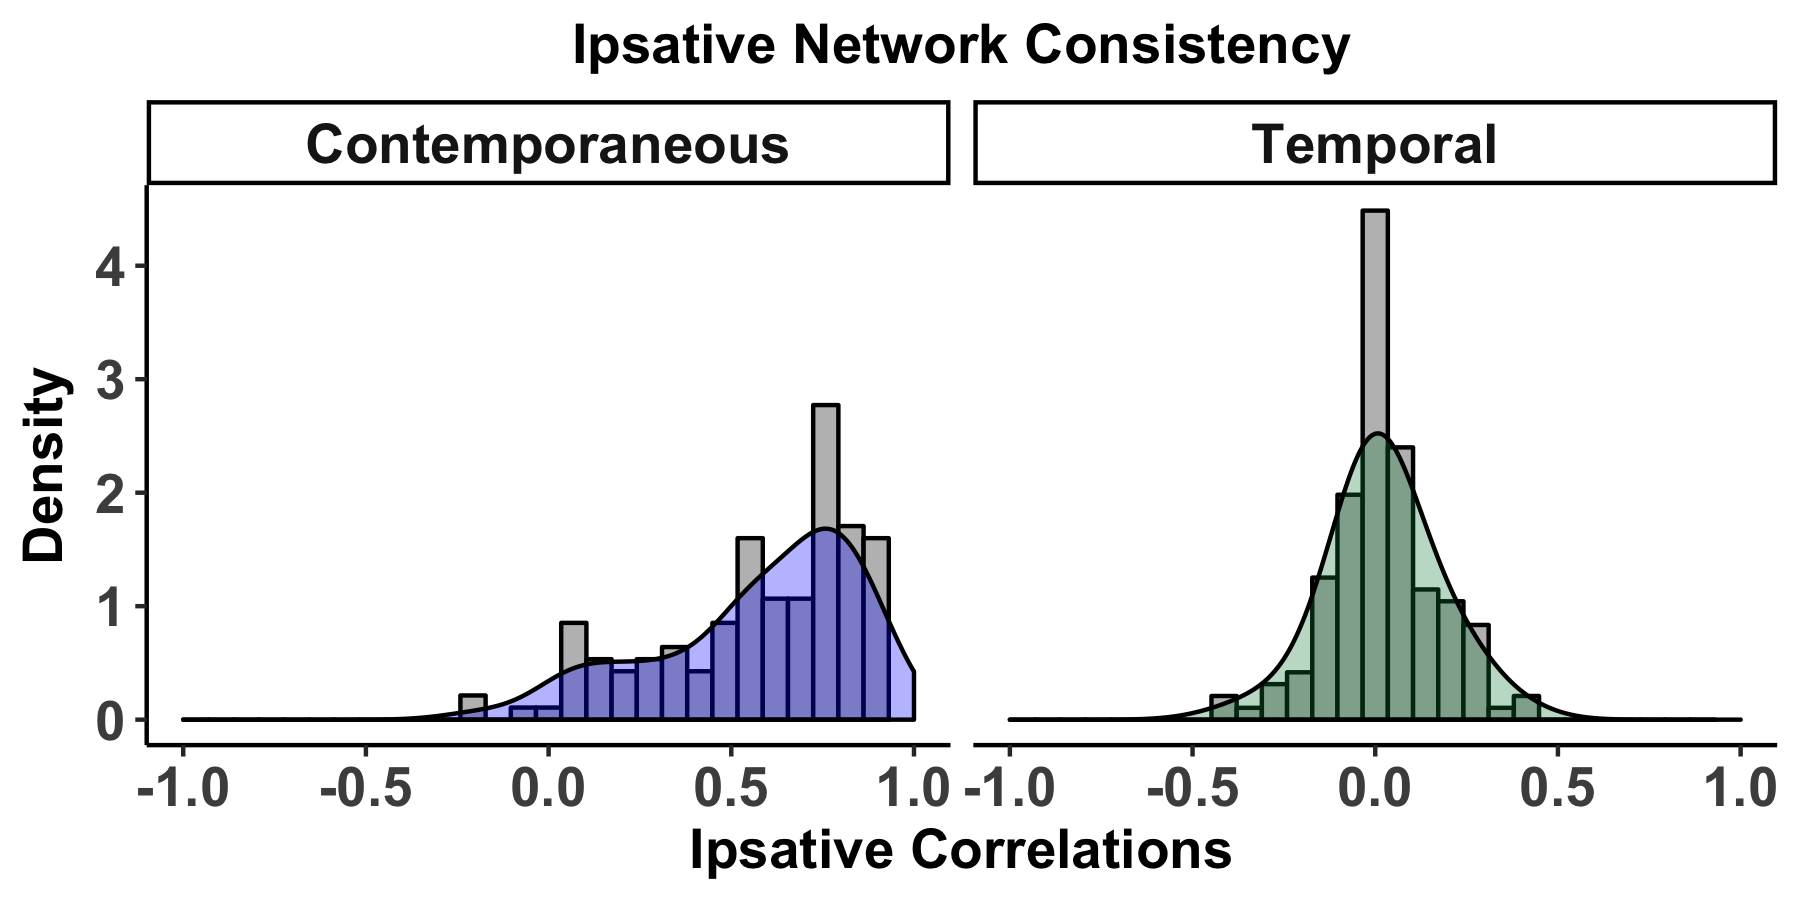 Ipsative Network Consistency
Contemporaneous
Temporal
Density
4
3
2
1
0
-1.0 -0.5 0.0 0.5 1.0 -1.0 -0.5 0.0 0.5 1.0
Ipsative Correlations